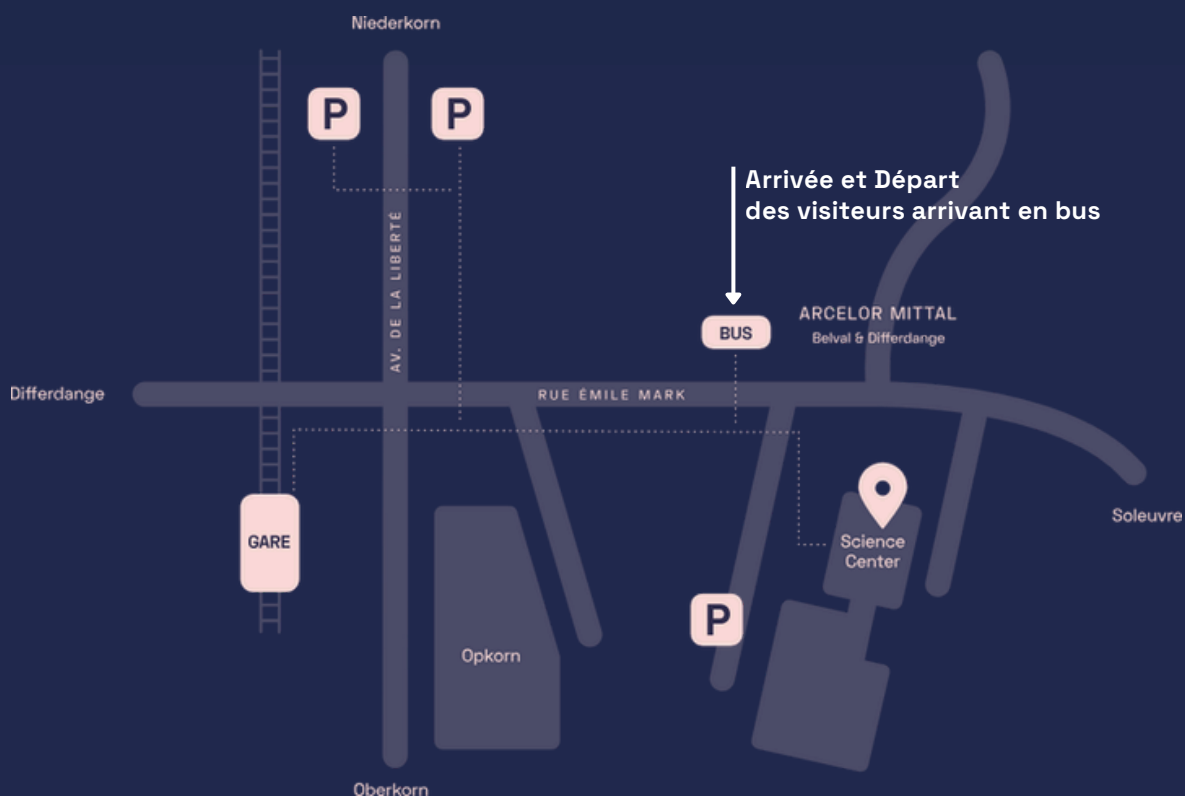 Niederkorn
P
P
Arrivée et Départ
des visiteurs arrivant en bus
AV. DE LA LIBERTÉ
ARCELOR MITTAL
BUS
Belval & Differdange
Differdange
RUE ÉMILE MARK
Soleuvre
GARE
Science
Center
P
Opkorn
Oberkorn